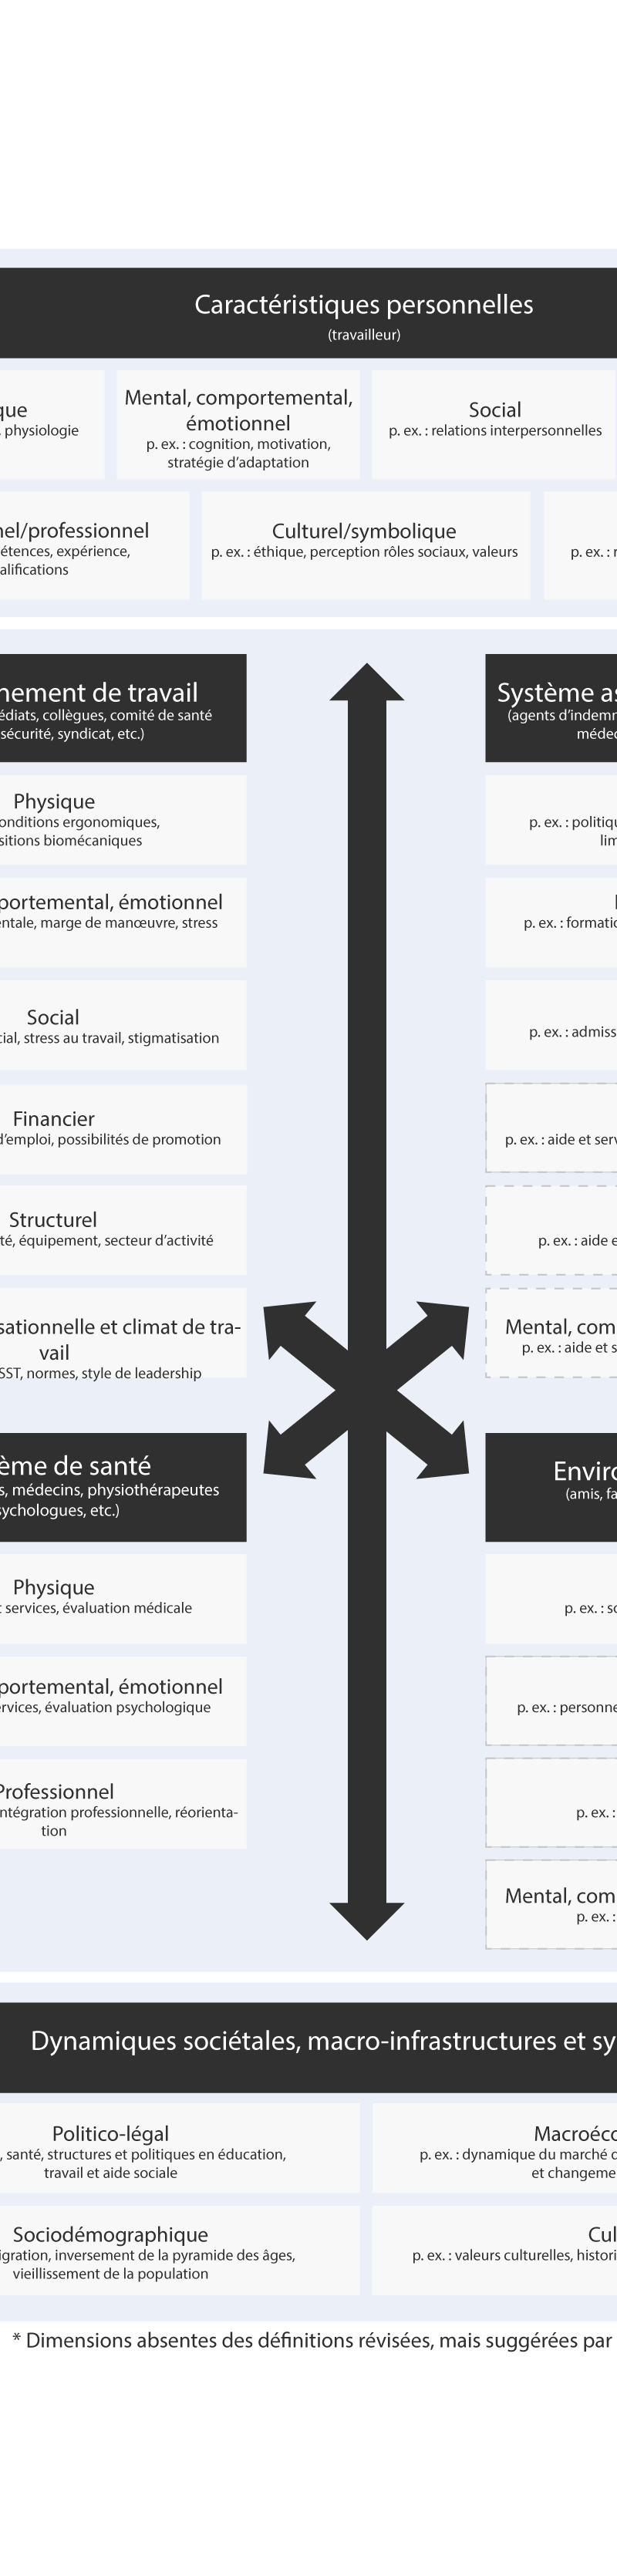 Caractéristiques personnelles
(travailleur)
que
, physiologie
Mental, comportemental,
émotionnel
p. ex. : cognition, motivation,
stratégie d’adaptation
Social
p. ex. : relations interpersonnelles
nel/professionnel
étences, expérience,
alifications
Culturel/symbolique
p. ex. : éthique, perception rôles sociaux, valeurs
p. ex. : r
nement de travail
édiats, collègues, comité de santé
sécurité, syndicat, etc.)
Physique
onditions ergonomiques,
sitions biomécaniques
portemental, émotionnel
entale, marge de manœuvre, stress
Social
cial, stress au travail, stigmatisation
Financier
d’emploi, possibilités de promotion
Structurel
té, équipement, secteur d’activité
sationnelle et climat de tra-
vail
SST, normes, style de leadership
Système as
(agents d’indemn
médec
p. ex. : politiqu
lim
p. ex. : formatio
p. ex. : admiss
p. ex. : aide et serv
p. ex. : aide e
Mental, com
p. ex. : aide et s
ème de santé
s, médecins, physiothérapeutes
sychologues, etc.)
Physique
t services, évaluation médicale
portemental, émotionnel
ervices, évaluation psychologique
Professionnel
intégration professionnelle, réorienta-
tion
Enviro
(amis, fa
p. ex. : so
p. ex. : personne
p. ex. :
Mental, com
p. ex. :
Dynamiques sociétales, macro-infrastructures et sy
Politico-légal
, santé, structures et politiques en éducation,
travail et aide sociale
Macroéco
p. ex. : dynamique du marché d
et changeme
Sociodémographique
igration, inversement de la pyramide des âges,
vieillissement de la population
Cul
p. ex. : valeurs culturelles, histori
* Dimensions absentes des définitions révisées, mais suggérées par